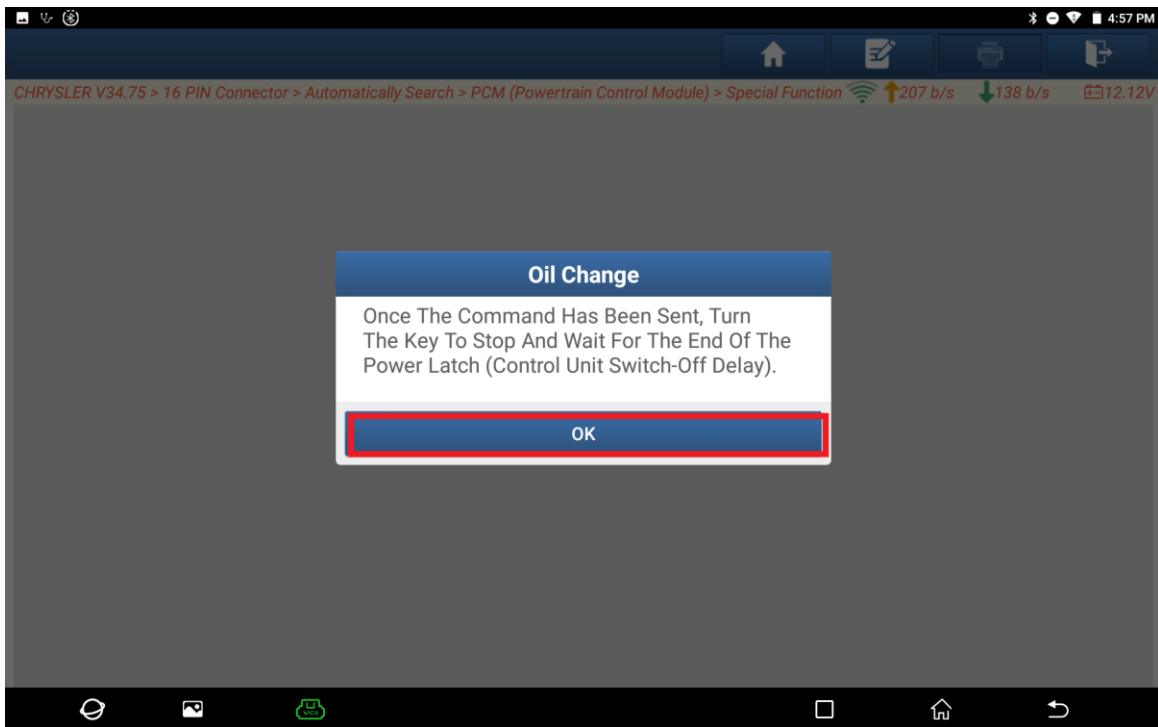 4:57 PM
CHRYSLER V34.75 > 16 PIN Connector > Automatically Search > PCM (Powertrain Control Module) > Special Function 207 b/s 138 b/s 12.12V
Oil Change
Once The Command Has Been Sent, Turn
The Key To Stop And Wait For The End Of The
Power Latch (Control Unit Switch-Off Delay).
OK
VCI